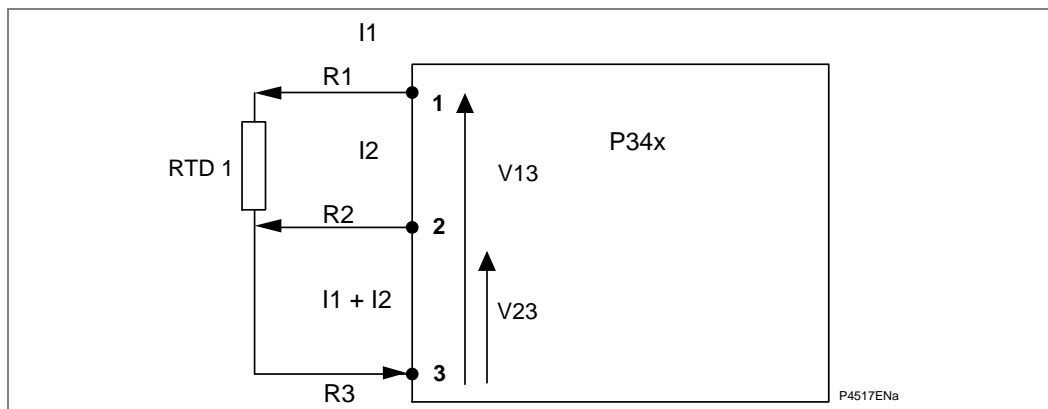 I1
R1
1
P34x
I2
RTD 1
V13
R2
2
I1 + I2
V23
3
R3
P4517ENa